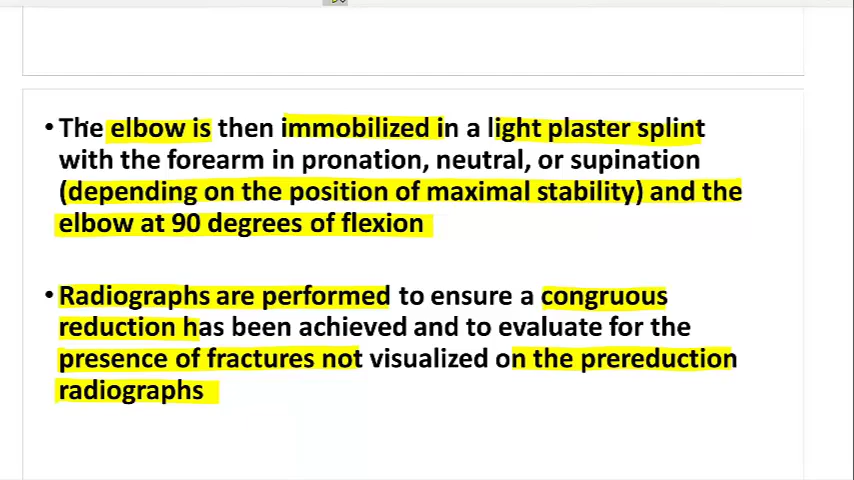 • The elbow is then immobilized in a light plaster splint
with the forearm in pronation, neutral, or supination
(depending on the position of maximal stability) and the
elbow at 90 degrees of flexion
• Radiographs are performed to ensure a congruous
reduction has been achieved and to evaluate for the
presence of fractures not visualized on the prereduction
radiographs